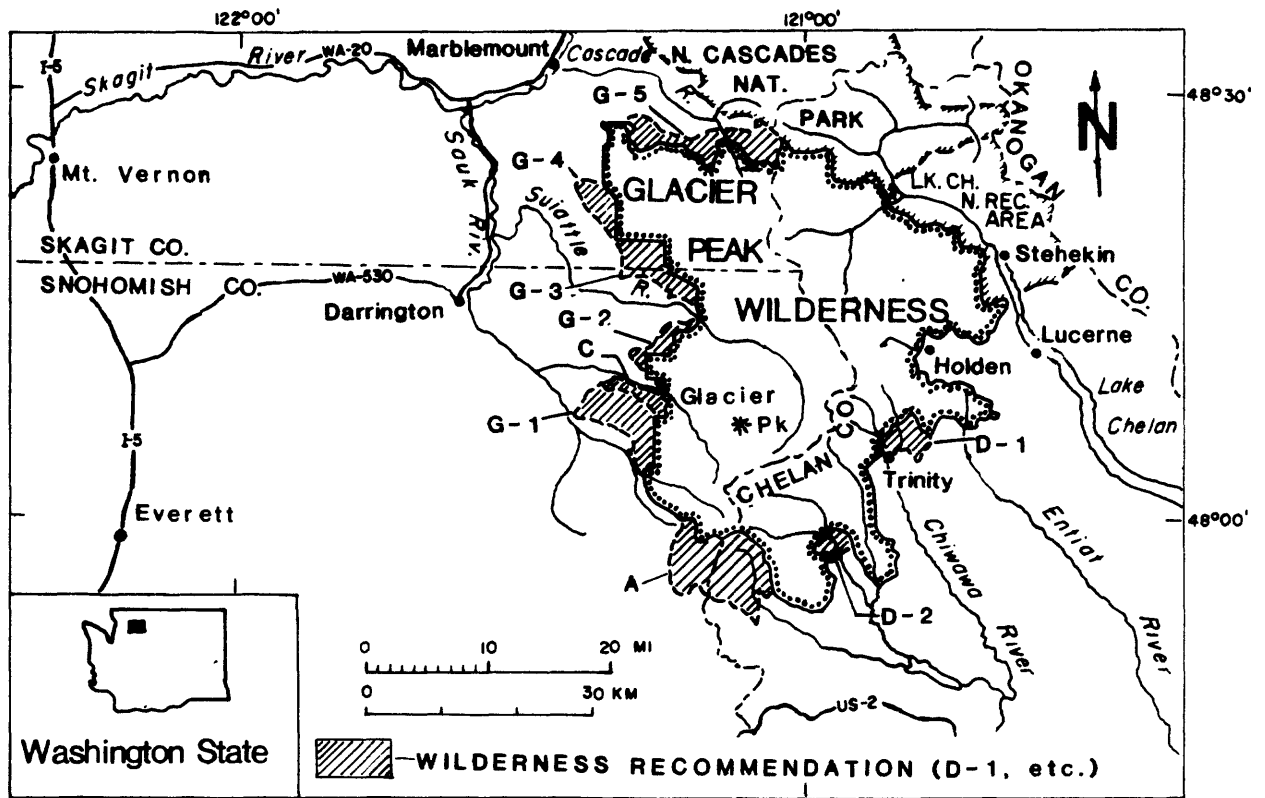 122°00'
121°00'
I-5
Skagit River
WA-20
Marblemount
Cascade R.
N. CASCADES
NAT.
PARK
OKANOGAN CO.
48°30'
N
G-5
Mt. Vernon
Sauk Riv.
G-4
Suiattle R.
GLACIER
PEAK
WILDERNESS
LK. CH.
N. REC.
AREA
Stehekin
SKAGIT CO.
SNOHOMISH CO.
WA-530
Darrington
G-3
G-2
C
Lucerne
Holden
Lake
Chelan
Glacier
Pk
G-1
D-1
CHELAN CO.
Trinity
I-5
Everett
48°00'
Chiwawa River
Entiat River
A
D-2
0 10 20 MI
0 30 KM
US-2
Washington State
WILDERNESS RECOMMENDATION (D-1, etc.)